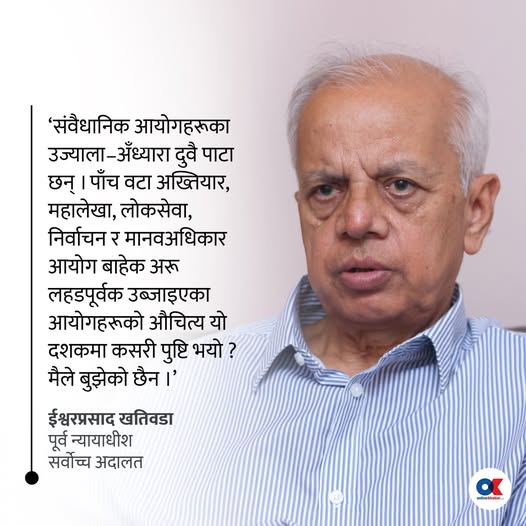 ‘संवैधानिक आयोगहरूका
उज्याला–अँध्यारा दुवै पाटा
छन् । पाँच वटा अख्तियार,
महालेखा, लोकसेवा,
निर्वाचन र मानवअधिकार
आयोग बाहेक अरू
लहडपूर्वक उब्जाइएका
आयोगहरूको औचित्य यो
दशकमा कसरी पुष्टि भयो ?
मैले बुझेको छैन ।’
ईश्वरप्रसाद खतिवडा
पूर्व न्यायाधीश
सर्वोच्च अदालत
OK